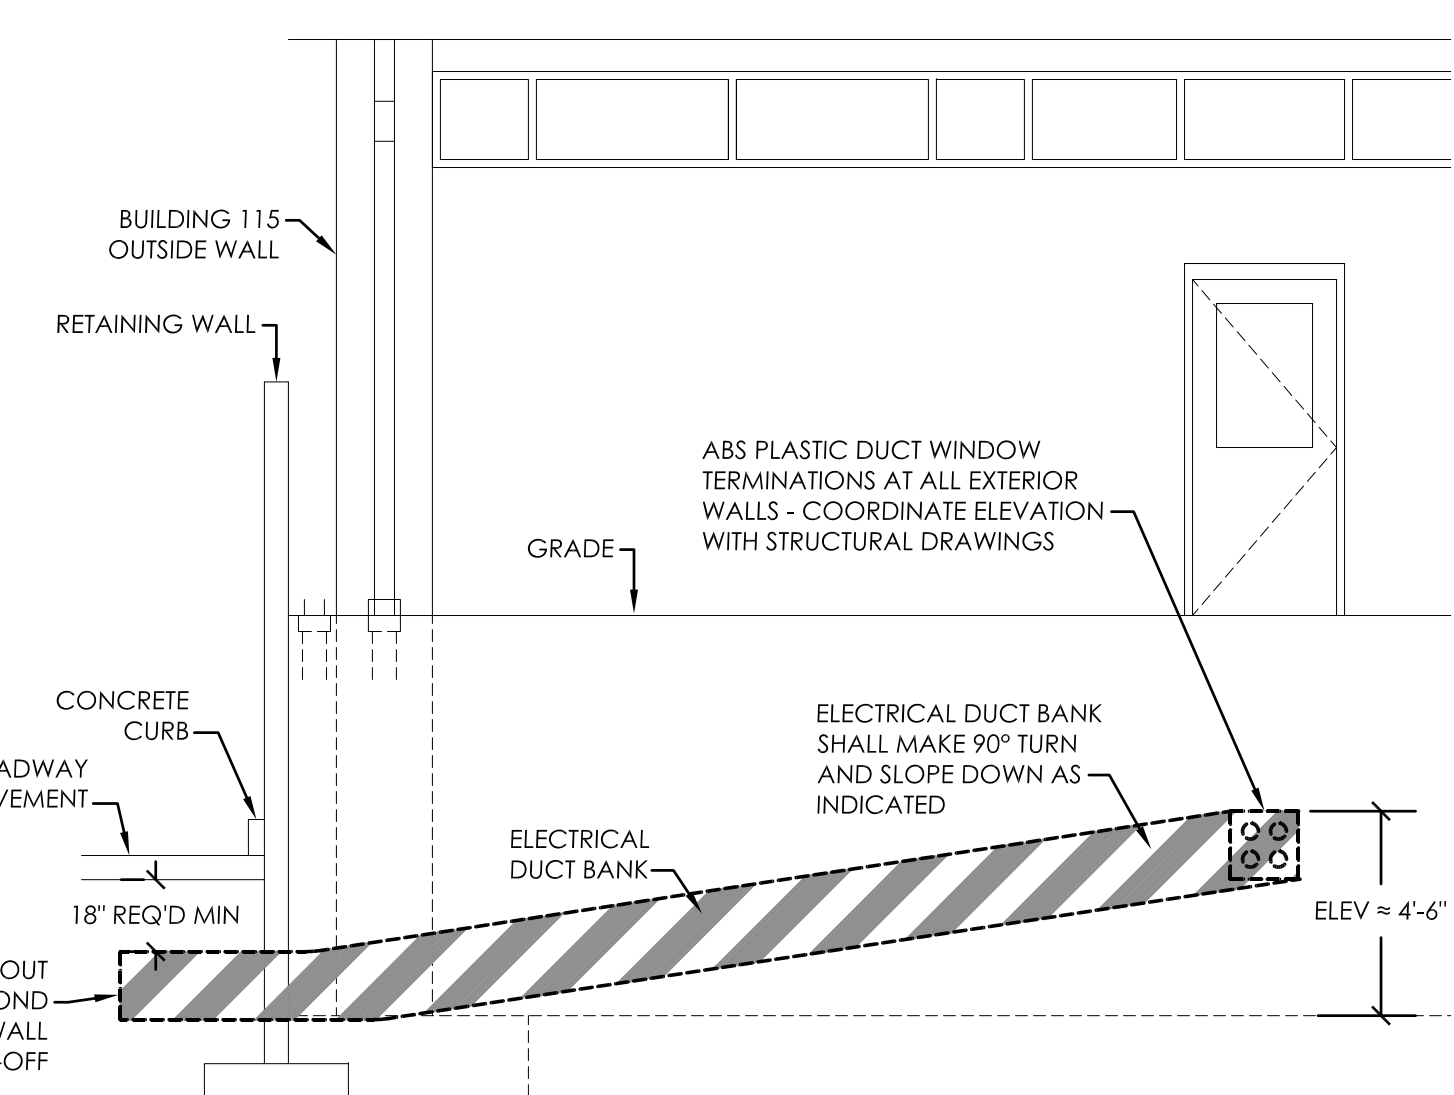 BUILDING 115
OUTSIDE WALL
RETAINING WALL
ABS PLASTIC DUCT WINDOW
TERMINATIONS AT ALL EXTERIOR
WALLS - COORDINATE ELEVATION
WITH STRUCTURAL DRAWINGS
GRADE
CONCRETE
CURB
ADWAY
VEMENT
ELECTRICAL DUCT BANK
SHALL MAKE 90° TURN
AND SLOPE DOWN AS
INDICATED
ELECTRICAL
DUCT BANK
18" REQ'D MIN
ELEV ≈ 4'-6"
OUT
OND
WALL
-OFF